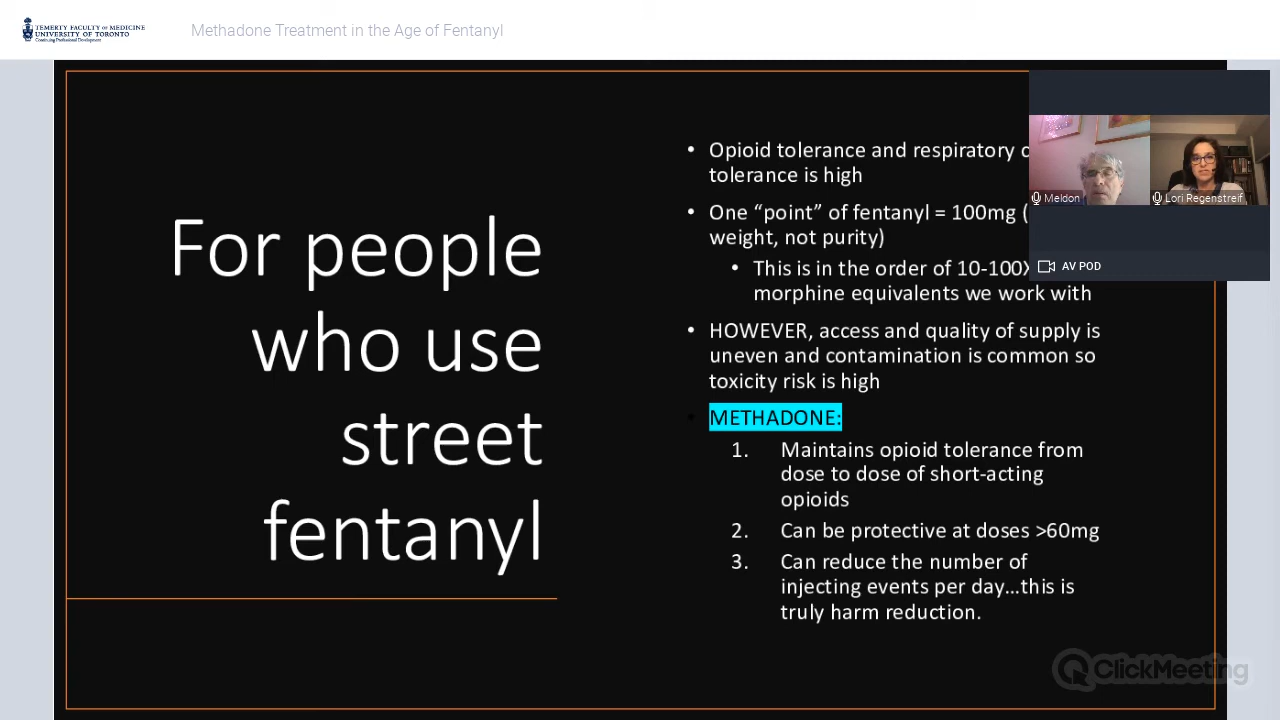 TEMERTY FACULTY OF MEDICINE
UNIVERSITY OF TORONTO
Continuing Professional Development
Methadone Treatment in the Age of Fentanyl
For people
who use
street
fentanyl
• Opioid tolerance and respiratory
tolerance is high
• One “point” of fentanyl = 100mg (
weight, not purity)
• This is in the order of 10-100X
morphine equivalents we work with
• HOWEVER, access and quality of supply is
uneven and contamination is common so
toxicity risk is high
• METHADONE:
1. Maintains opioid tolerance from
dose to dose of short-acting
opioids
2. Can be protective at doses >60mg
3. Can reduce the number of
injecting events per day…this is
truly harm reduction.
Meldon
Lori Regenstreif
AV POD
ClickMeeting